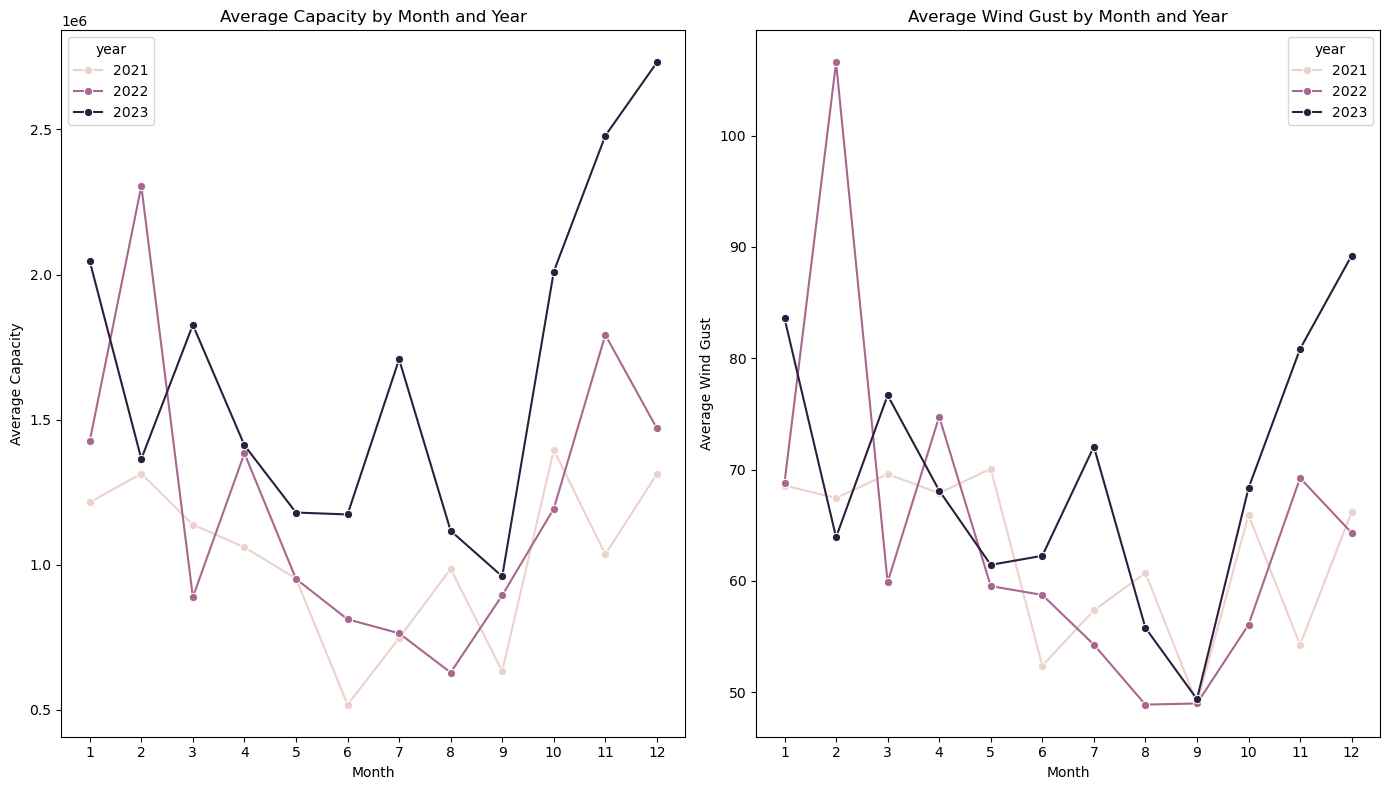 Average Capacity by Month and Year
1e6
year
2021
2022
2023
2.5
2.0
1.5
1.0
0.5
Average Capacity
1 2 3 4 5 6 7 8 9 10 11 12
Month
Average Wind Gust by Month and Year
year
2021
2022
2023
100
90
80
70
60
50
Average Wind Gust
1 2 3 4 5 6 7 8 9 10 11 12
Month